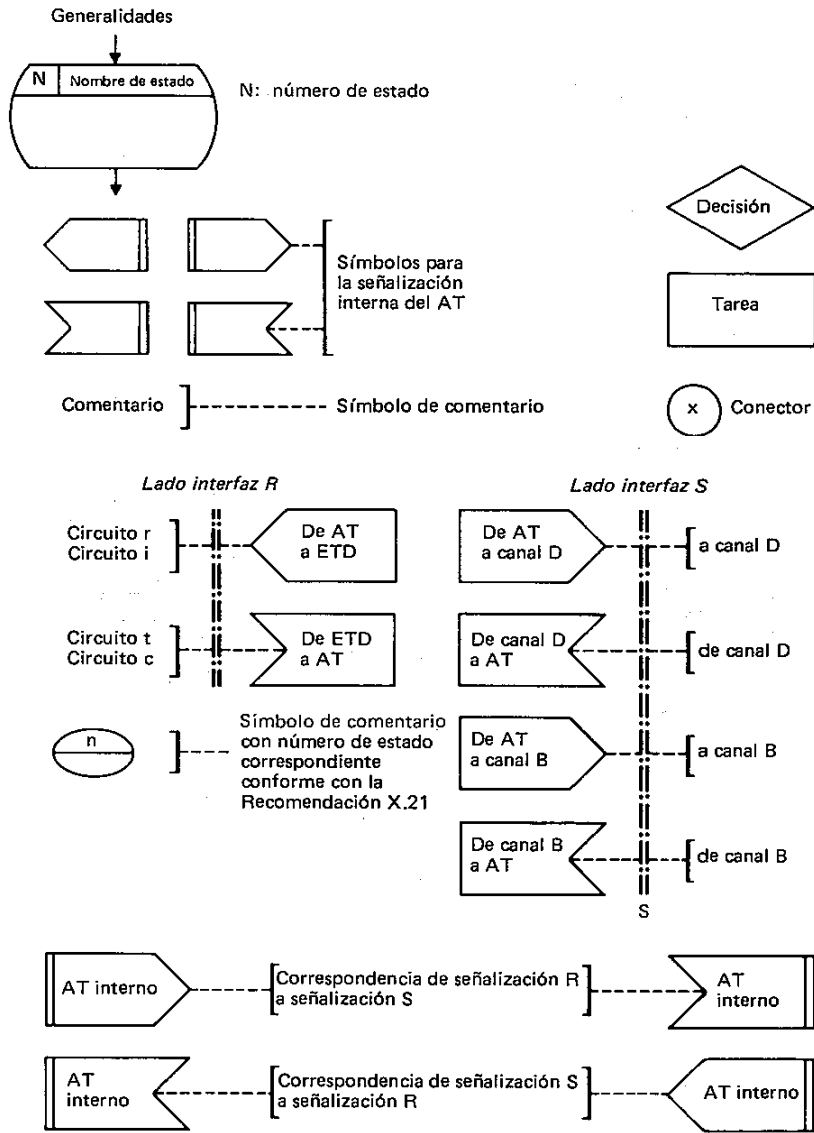 Generalidades
N Nombre de estado
N: número de estado
Símbolos para
la señalización
interna del AT
Decisión
Tarea
Comentario
Símbolo de comentario
x
Conector
Lado interfaz R
Circuito r
Circuito i
De AT
a ETD
Circuito t
Circuito c
De ETD
a AT
n
Símbolo de comentario
con número de estado
correspondiente
conforme con la
Recomendación X.21
Lado interfaz S
De AT
a canal D
a canal D
De canal D
a AT
de canal D
De AT
a canal B
a canal B
De canal B
a AT
de canal B
S
AT interno
Correspondencia de señalización R
a señalización S
AT
interno
AT
interno
Correspondencia de señalización S
a señalización R
AT interno